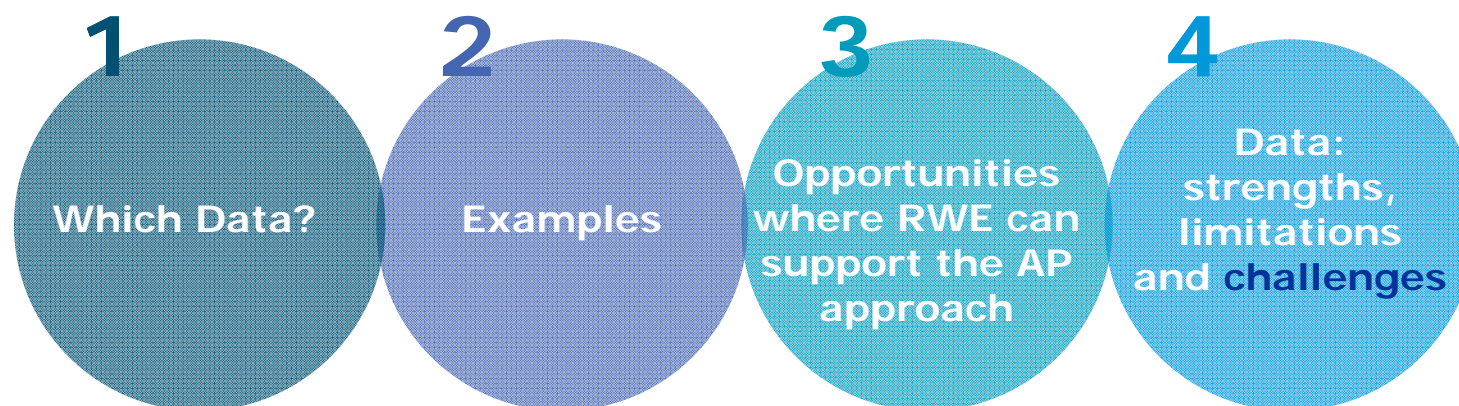 1
Which Data?
2
Examples
3
Opportunities
where RWE can
support the AP
approach
4
Data:
strengths,
limitations
and challenges